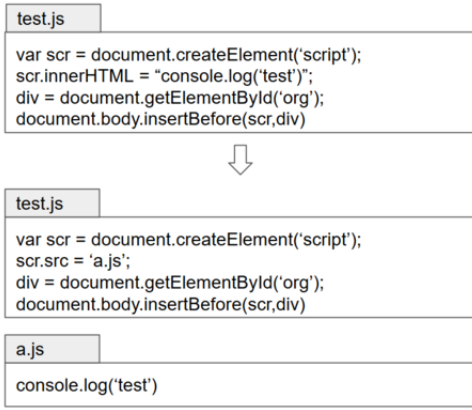 test.js
var scr = document.createElement(‘script’);
scr.innerHTML = “console.log(‘test’)”;
div = document.getElementById(‘org’);
document.body.insertBefore(scr,div)
test.js
var scr = document.createElement(‘script’);
scr.src = ‘a.js’;
div = document.getElementById(‘org’);
document.body.insertBefore(scr,div)
a.js
console.log(‘test’)